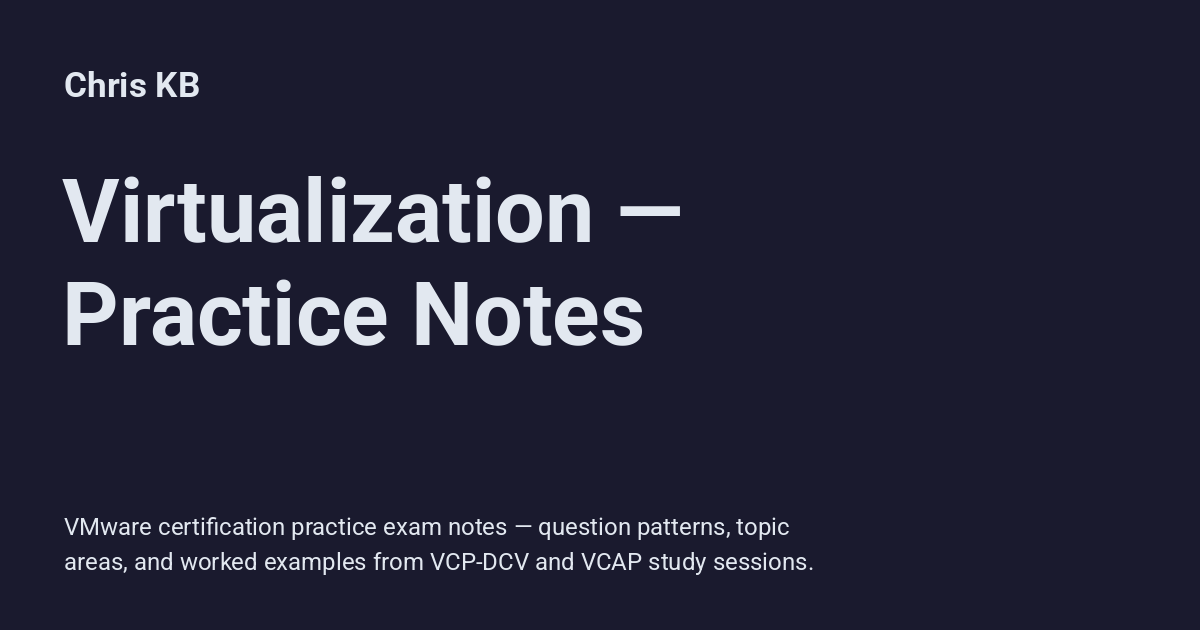 Chris KB
Virtualization —
Practice Notes
VMware certification practice exam notes — question patterns, topic
areas, and worked examples from VCP-DCV and VCAP study sessions.